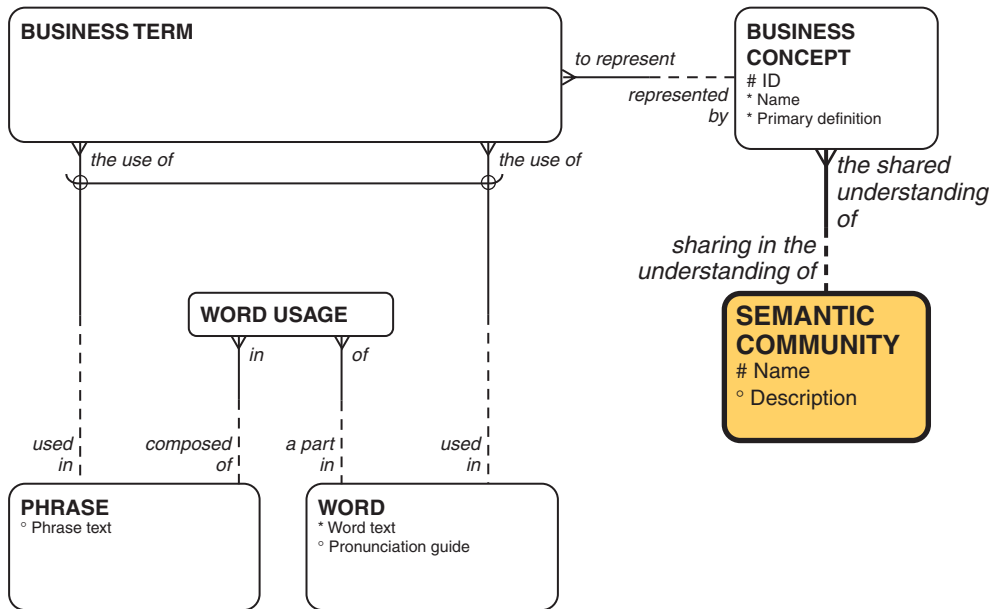 BUSINESS TERM
to represent
represented
by
BUSINESS
CONCEPT
# ID
* Name
* Primary definition
the use of
the use of
the shared
understanding
of
sharing in the
understanding of
SEMANTIC
COMMUNITY
# Name
° Description
WORD USAGE
in
of
used
in
composed
of
a part
in
used
in
PHRASE
° Phrase text
WORD
* Word text
° Pronunciation guide